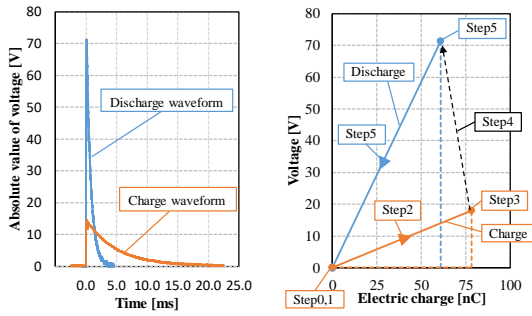 Absolute value of voltage [V]
80
70
60
50
40
30
20
10
0
Discharge waveform
Charge waveform
0.0 5.0 10.0 15.0 20.0 25.0
Time [ms]
Voltage [V]
80
70
60
50
40
30
20
10
0
Step5
Discharge
Step4
Step5
Step3
Step2
Charge
Step0,1
0 25 50 75 100
Electric charge [nC]